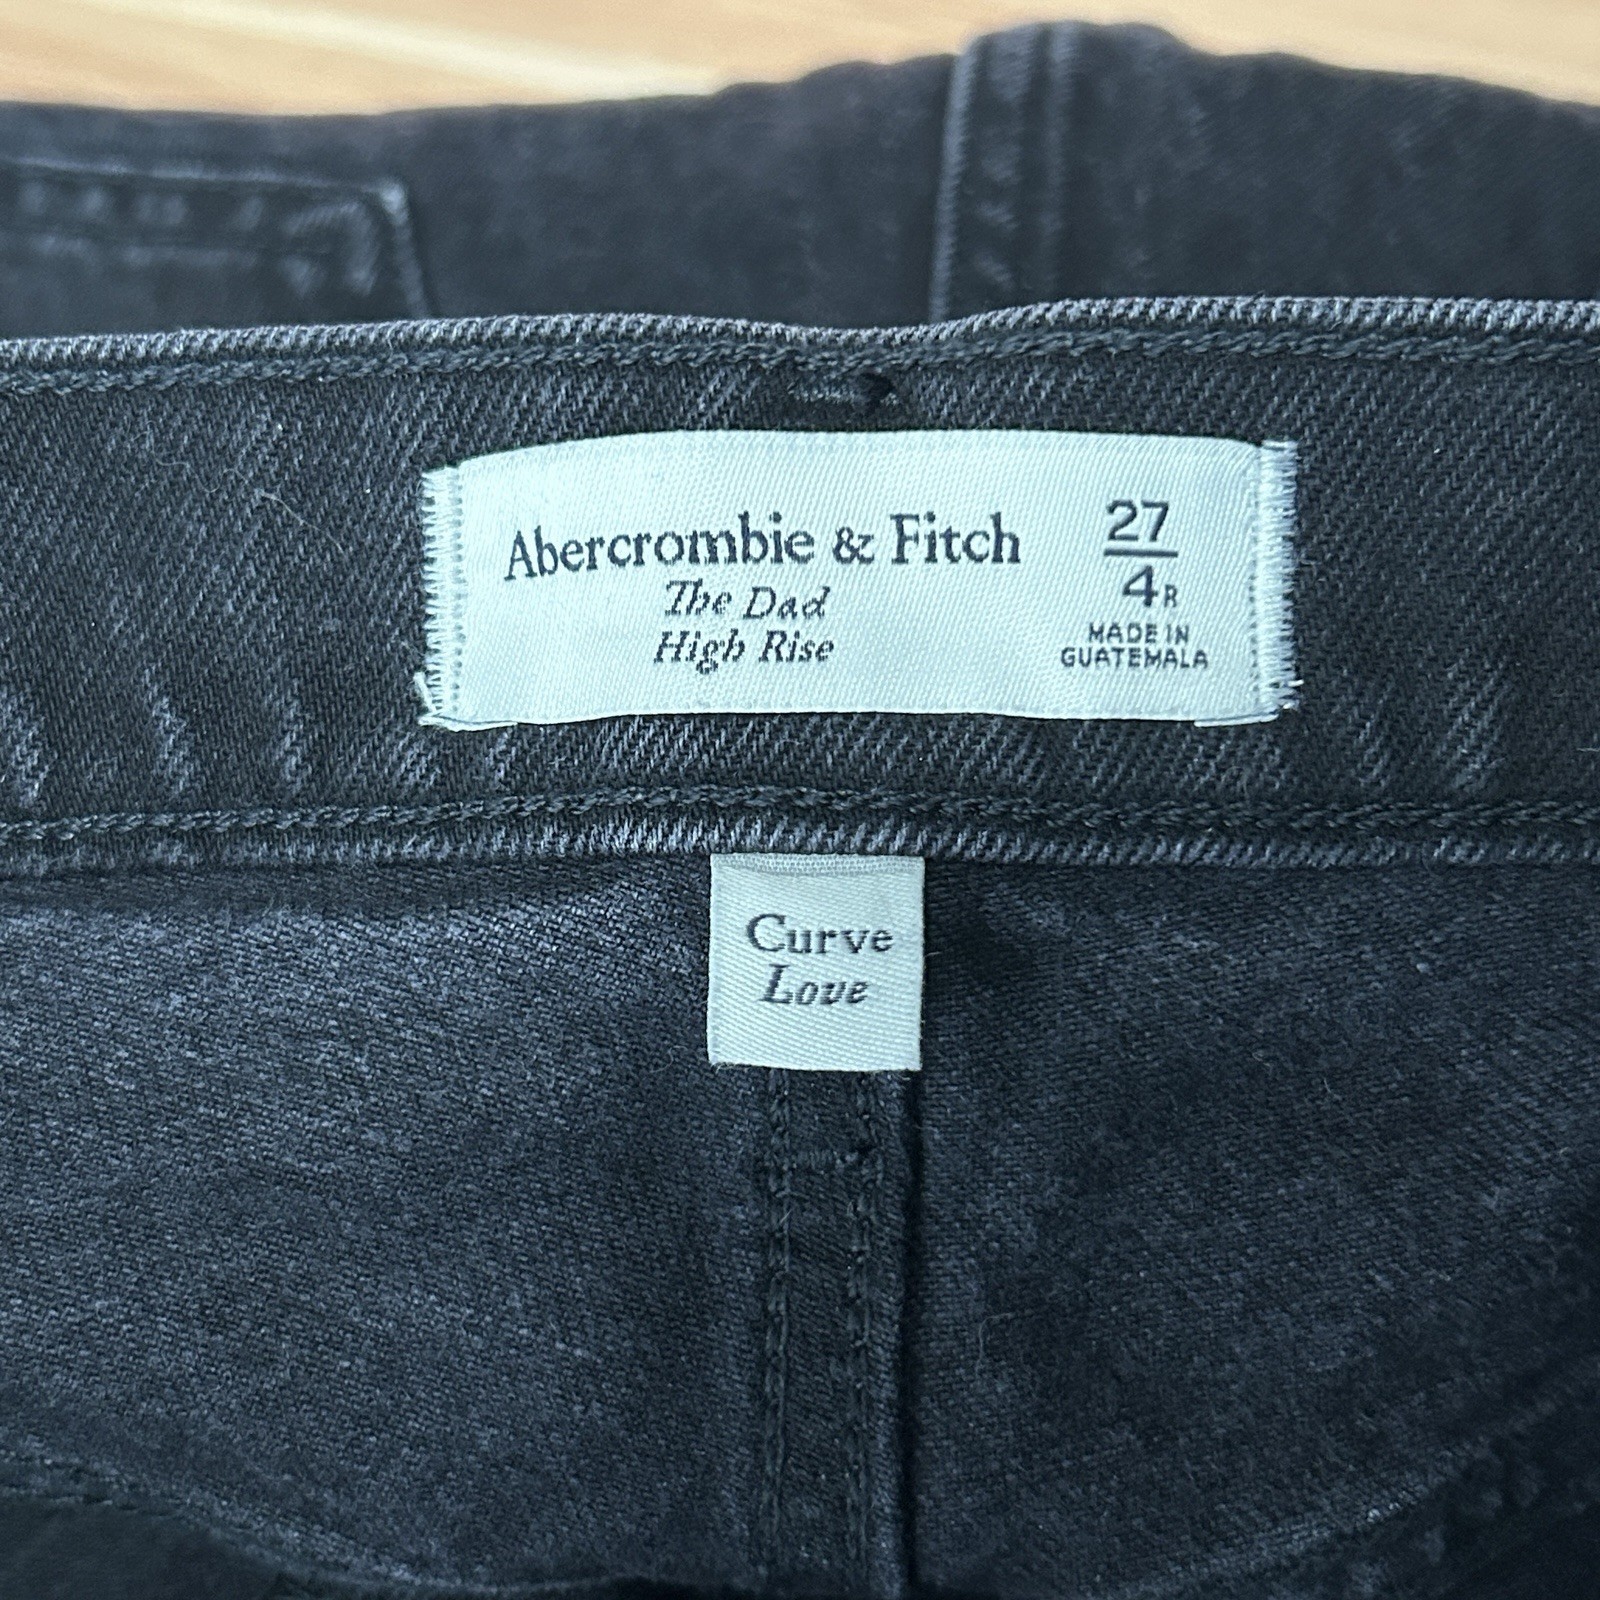 Abercrombie & Fitch
The Dad
High Rise
27
4R
MADE IN
GUATEMALA
Curve
Love